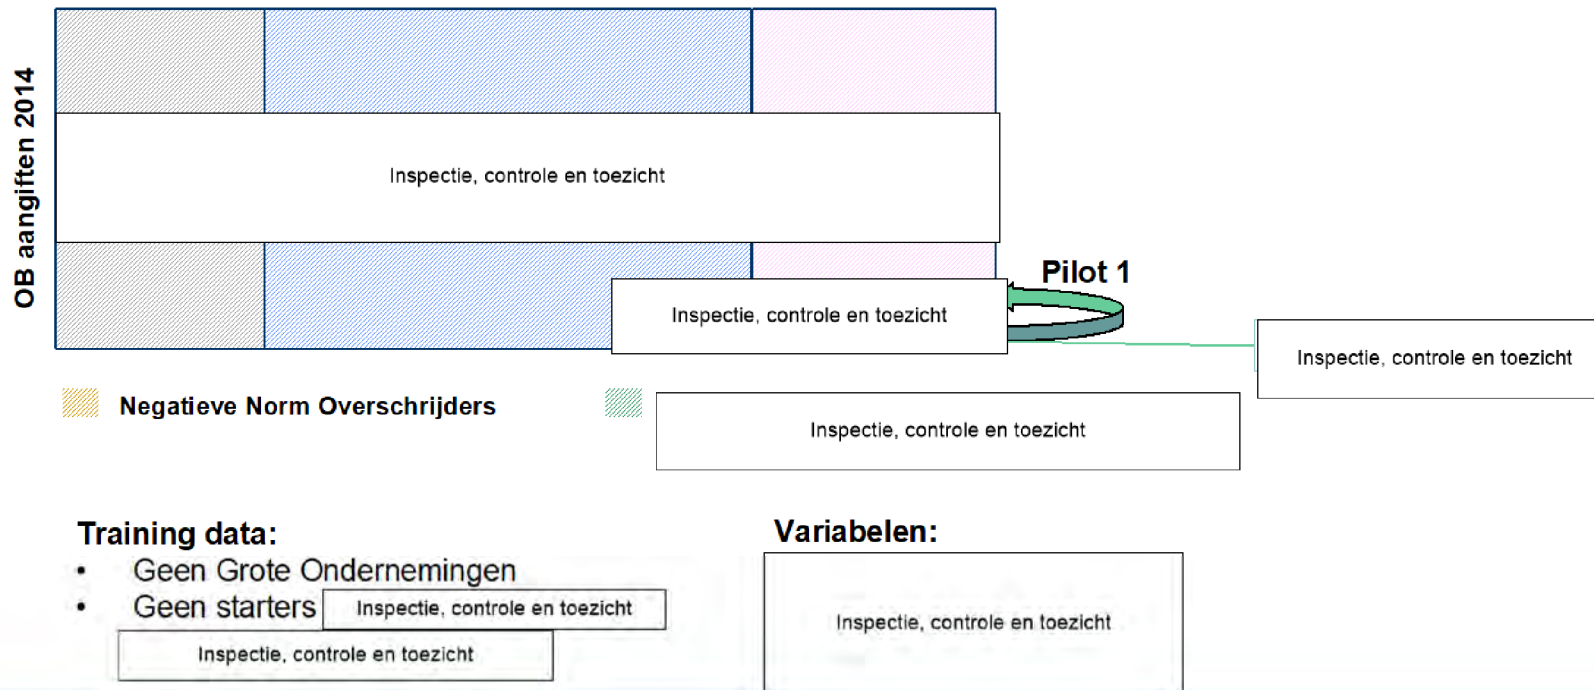 OB aangiften 2014
Inspectie, controle en toezicht
Pilot 1
Inspectie, controle en toezicht
Inspectie, controle en toezicht
Negatieve Norm Overschrijders
Inspectie, controle en toezicht
Training data:
• Geen Grote Ondernemingen
• Geen starters Inspectie, controle en toezicht
Inspectie, controle en toezicht
Variabelen:
Inspectie, controle en toezicht